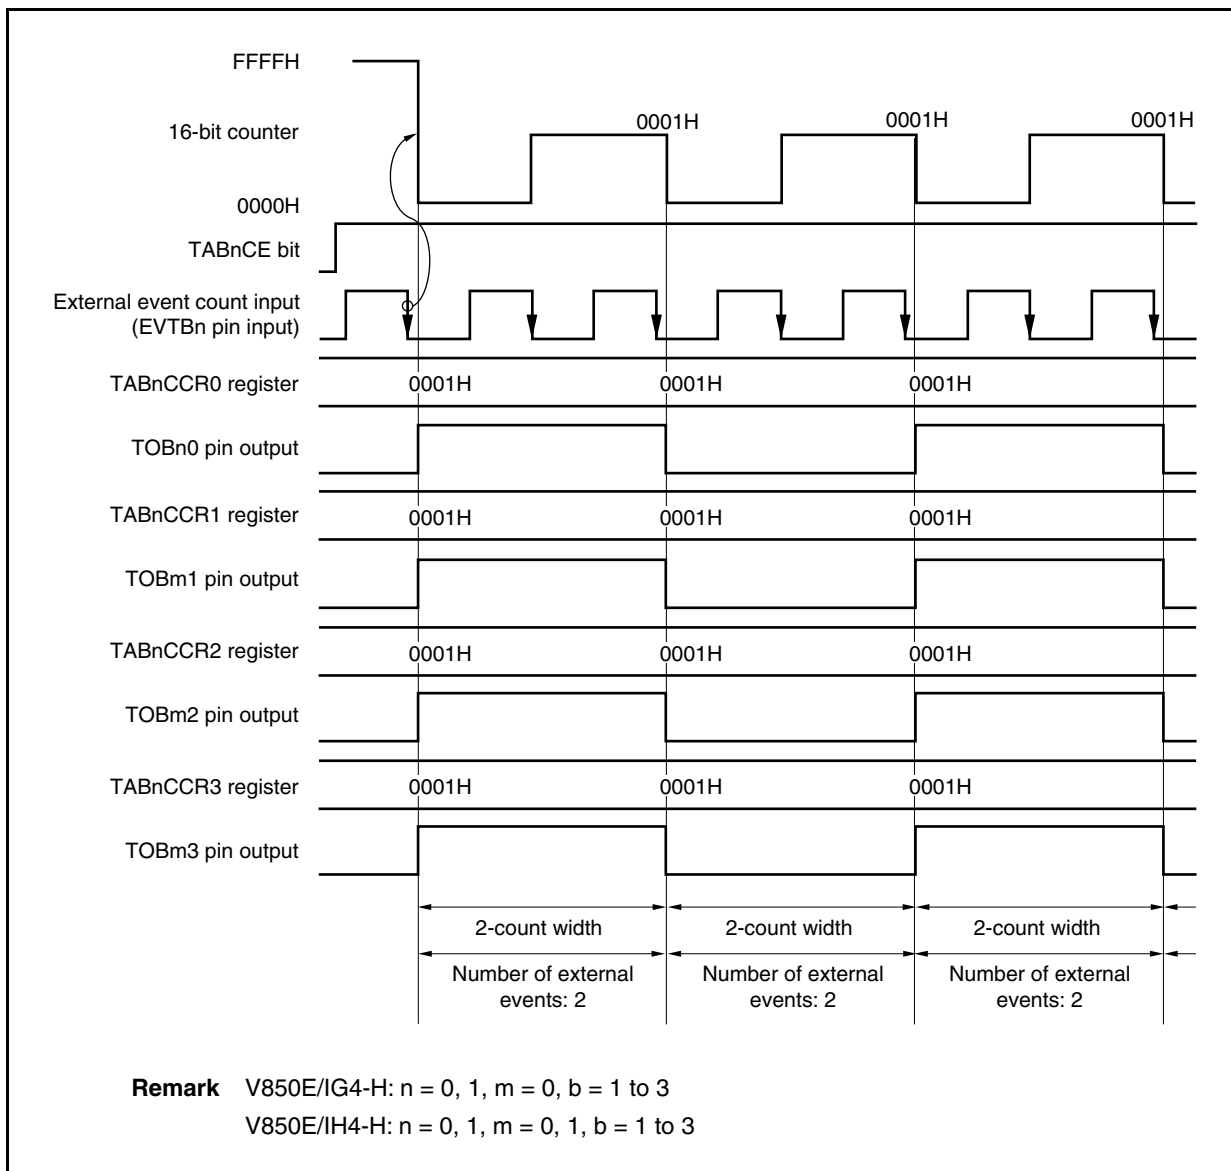 FFFFH
16-bit counter
0001H 0001H 0001H
0000H
TABnCE bit
External event count input
(EVTBn pin input)
TABnCCR0 register
0001H 0001H 0001H
TOBn0 pin output
TABnCCR1 register
0001H 0001H 0001H
TOBm1 pin output
TABnCCR2 register
0001H 0001H 0001H
TOBm2 pin output
TABnCCR3 register
0001H 0001H 0001H
TOBm3 pin output
2-count width 2-count width 2-count width
Number of external events: 2
Number of external events: 2
Number of external events: 2
Remark V850E/IG4-H: n = 0, 1, m = 0, b = 1 to 3
V850E/IH4-H: n = 0, 1, m = 0, 1, b = 1 to 3